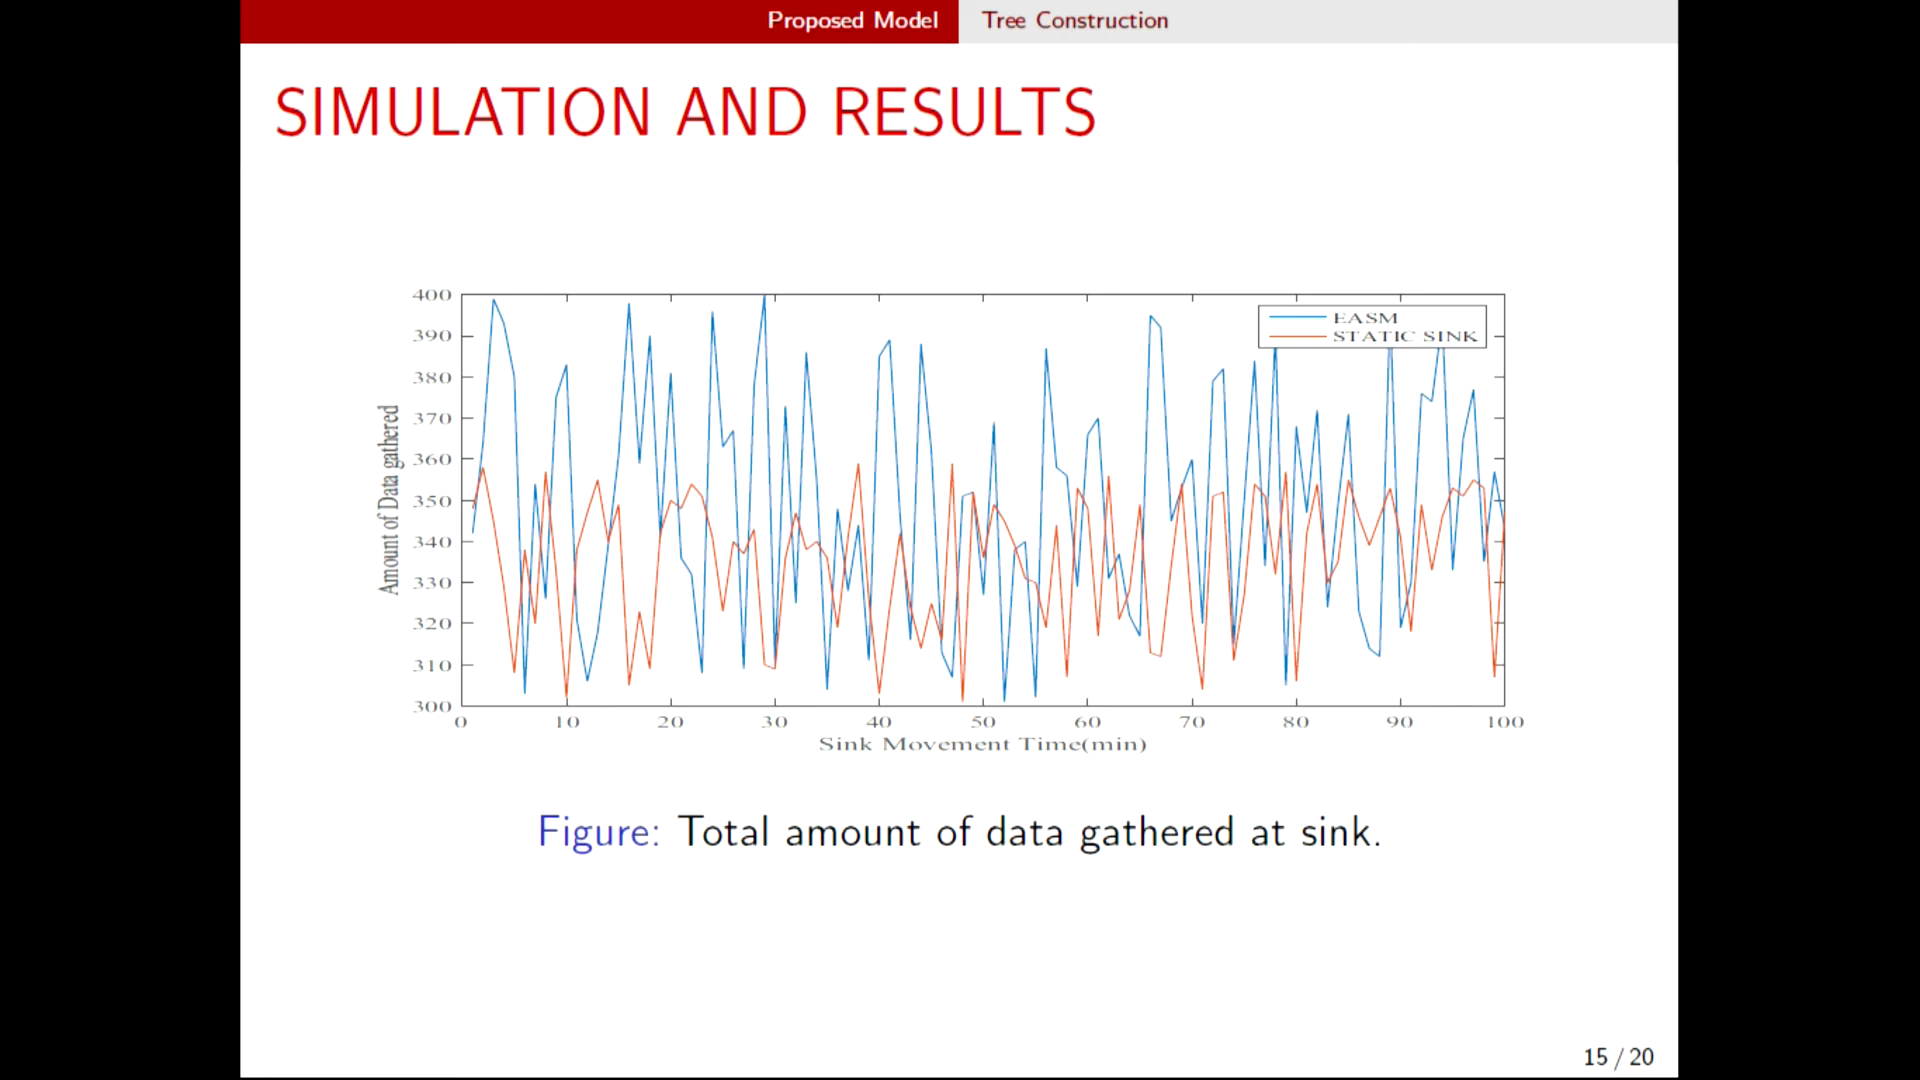 Proposed Model
Tree Construction
SIMULATION AND RESULTS
400
390
380
370
360
350
340
330
320
310
300
Amount of Data gathered
EASM
STATIC SINK
0 10 20 30 40 50 60 70 80 90 100
Sink Movement Time(min)
Figure: Total amount of data gathered at sink.
15 / 20